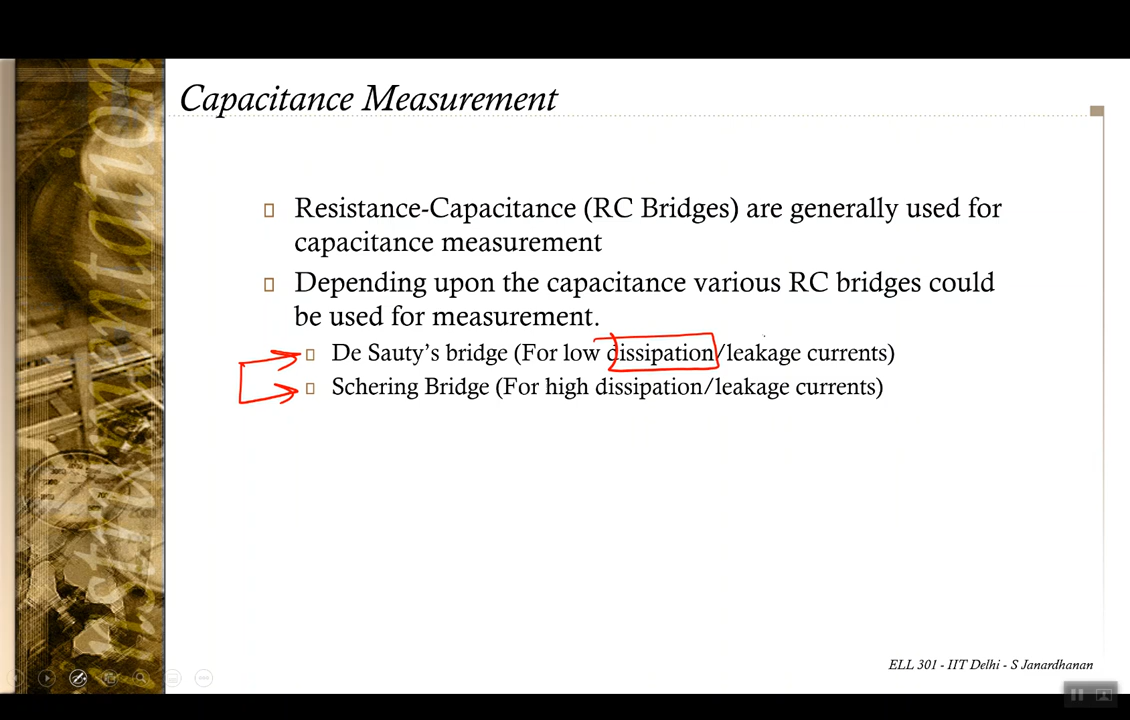 Capacitance Measurement
Resistance-Capacitance (RC Bridges) are generally used for
capacitance measurement
Depending upon the capacitance various RC bridges could
be used for measurement.
De Sauty's bridge (For low dissipation/leakage currents)
Schering Bridge (For high dissipation/leakage currents)
ELL 301 - IIT Delhi - S Janardhanan